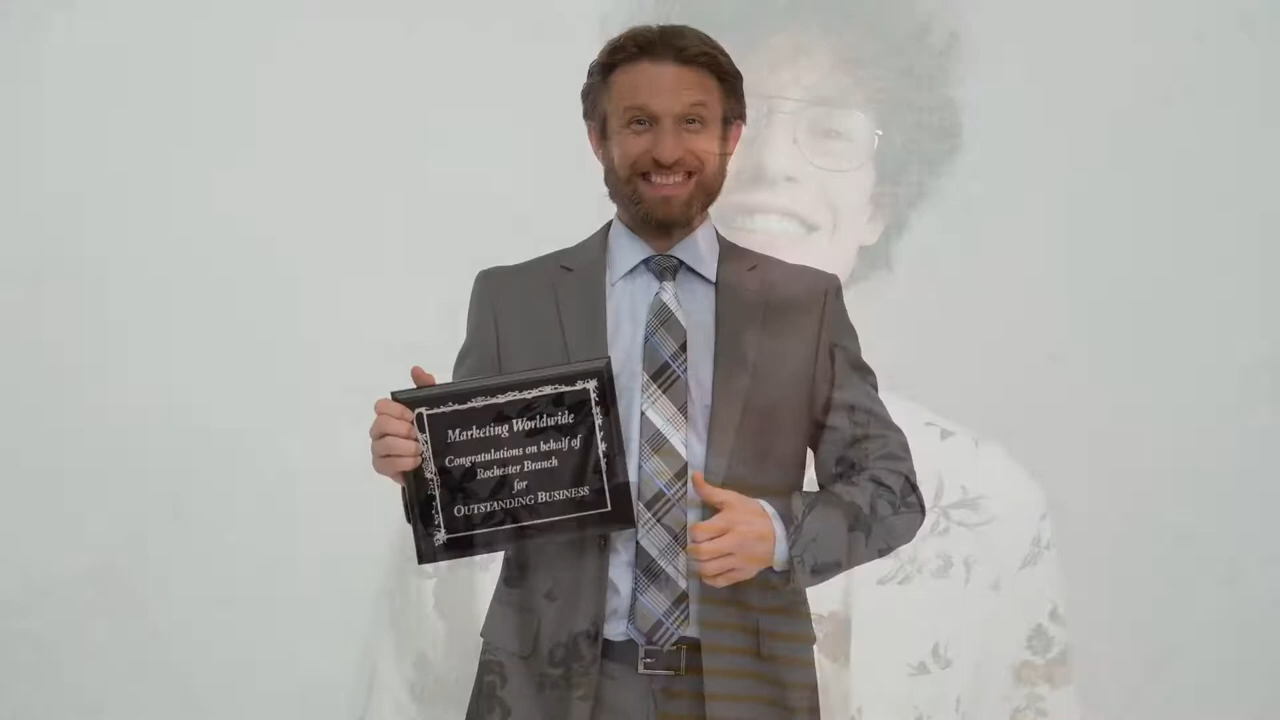 Marketing Worldwide
Congratulations on behalf of
Rochester Branch
for
OUTSTANDING BUSINESS